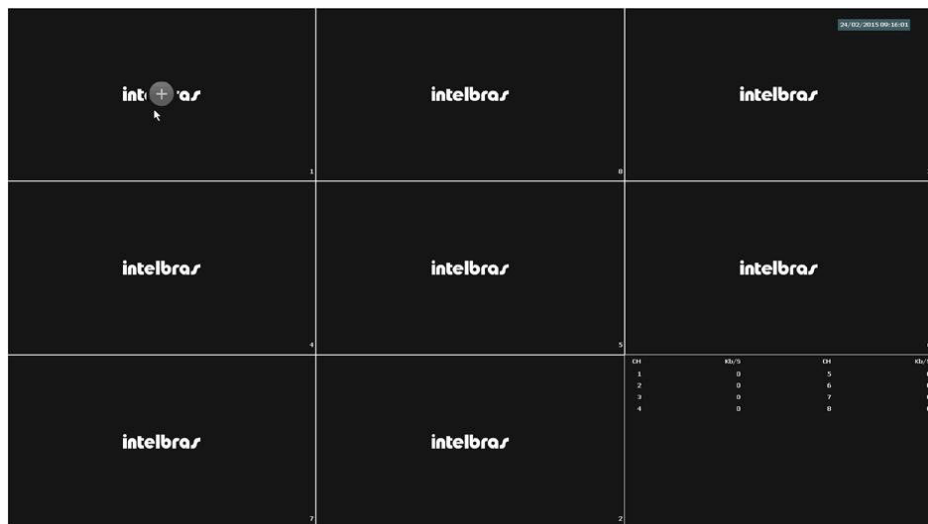 24/02/2015 09:16:01
intelbras
intelbras
1
8
intelbras
intelbras
intelbras
4
5
CH Kb/S CH Kb/S
1 0 5
2 0 6
3 0 7
4 0 8
intelbras
intelbras
7
2